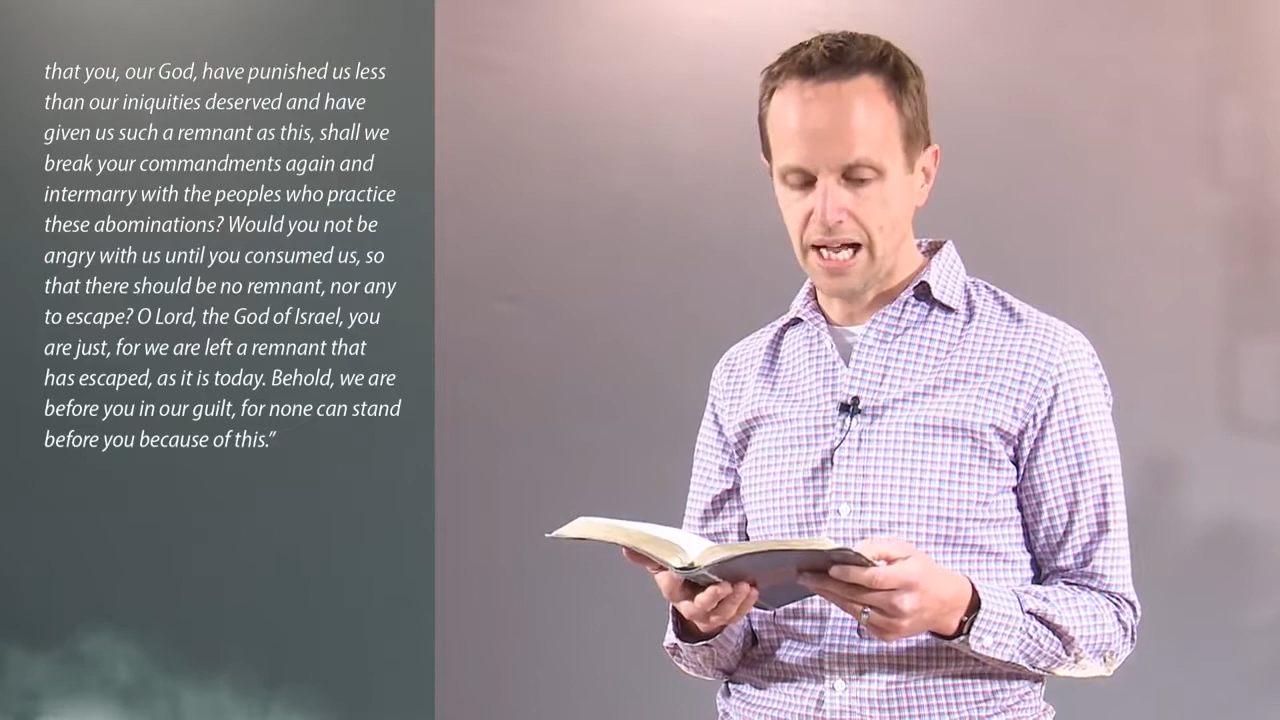 that you, our God, have punished us less
than our iniquities deserved and have
given us such a remnant as this, shall we
break your commandments again and
intermarry with the peoples who practice
these abominations? Would you not be
angry with us until you consumed us, so
that there should be no remnant, nor any
to escape? O Lord, the God of Israel, you
are just, for we are left a remnant that
has escaped, as it is today. Behold, we are
before you in our guilt, for none can stand
before you because of this.”